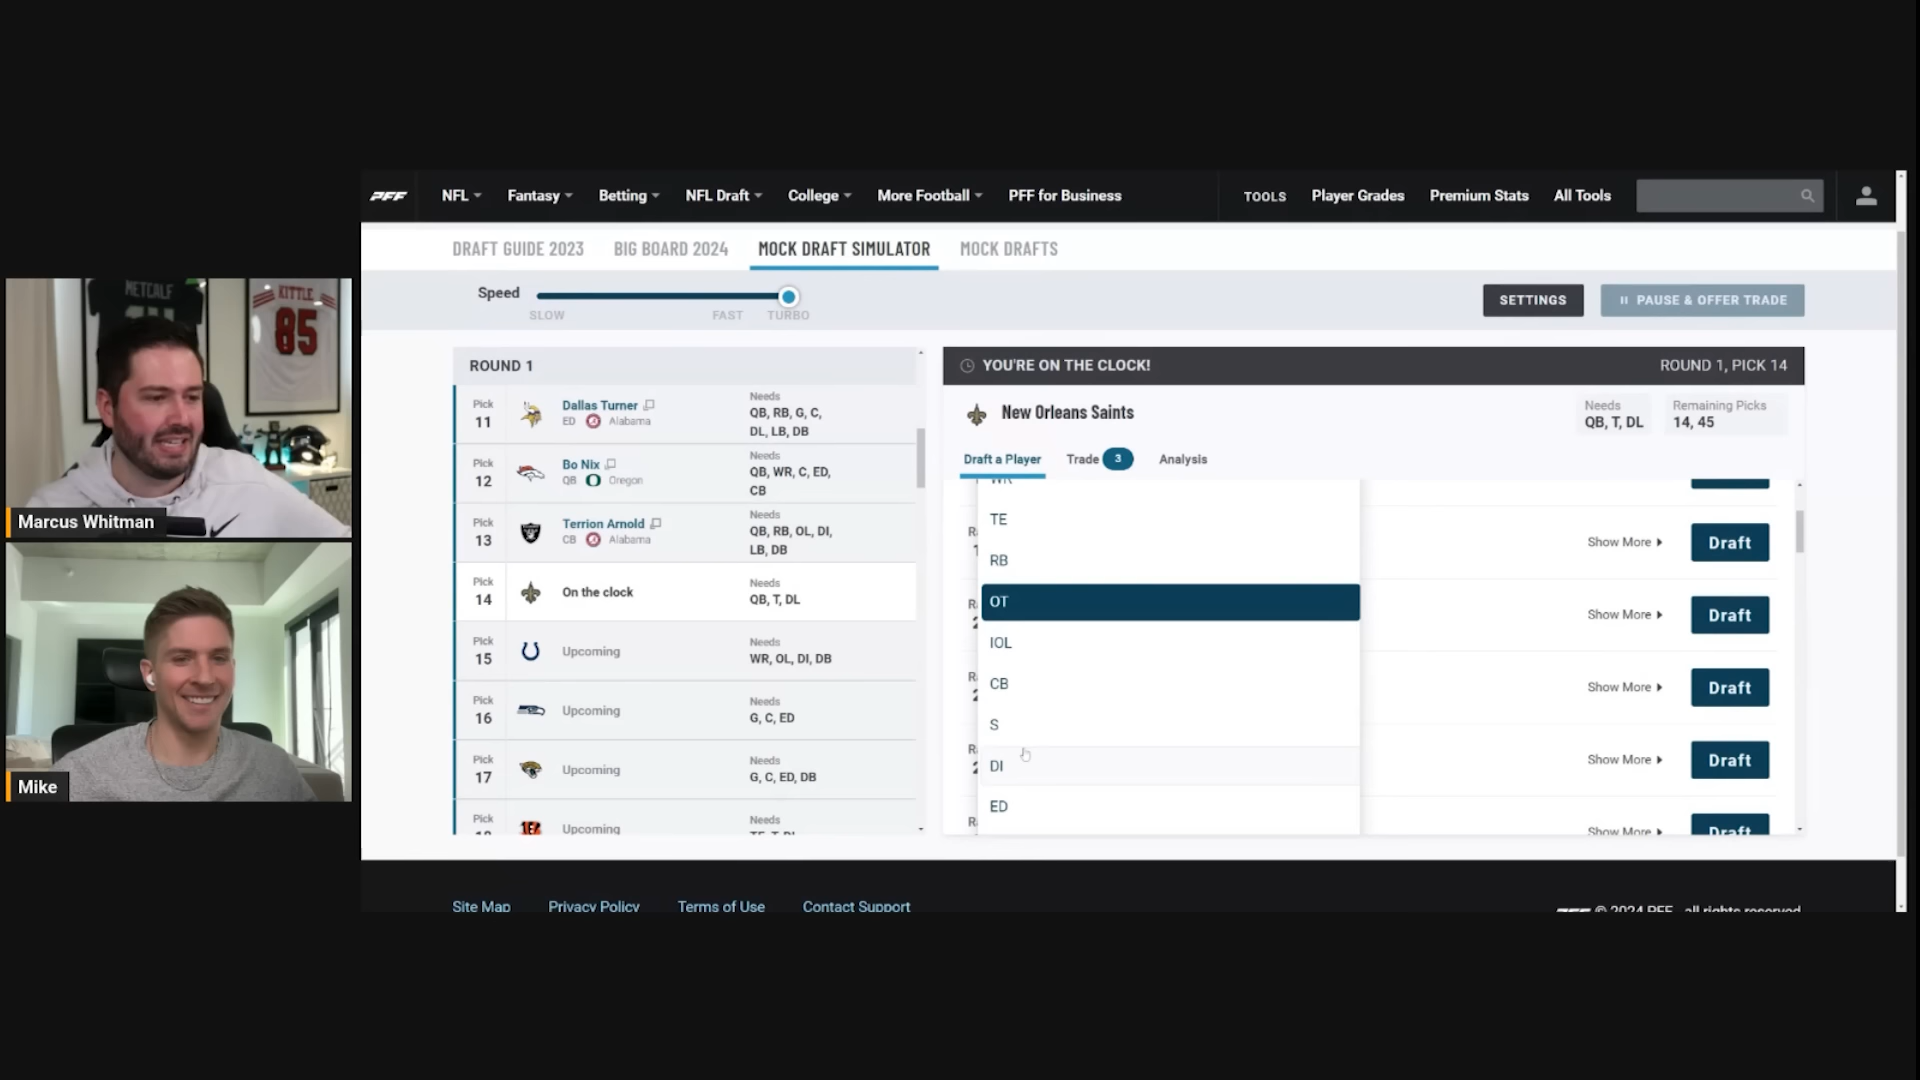 PFF
NFL
Fantasy
Betting
NFL Draft
College
More Football
PFF for Business
TOOLS
Player Grades
Premium Stats
All Tools
DRAFT GUIDE 2023
BIG BOARD 2024
MOCK DRAFT SIMULATOR
MOCK DRAFTS
Speed
SLOW
FAST
TURBO
SETTINGS
PAUSE & OFFER TRADE
METCALF
KITTLE
85
Marcus Whitman
Mike
ROUND 1
Pick
11
Dallas Turner
ED Alabama
Needs
QB, RB, G, C,
DL, LB, DB
Pick
12
Bo Nix
QB Oregon
Needs
QB, WR, C, ED,
CB
Pick
13
Terrion Arnold
CB Alabama
Needs
QB, RB, OL, DI,
LB, DB
Pick
14
On the clock
Needs
QB, T, DL
Pick
15
Upcoming
Needs
WR, OL, DI, DB
Pick
16
Upcoming
Needs
G, C, ED
Pick
17
Upcoming
Needs
G, C, ED, DB
Pick
Upcoming
Needs
YOU'RE ON THE CLOCK!
ROUND 1, PICK 14
New Orleans Saints
Needs
QB, T, DL
Remaining Picks
14, 45
Draft a Player
Trade 3
Analysis
WR
TE
RB
OT
IOL
CB
S
DI
ED
Show More
Draft
Show More
Draft
Show More
Draft
Show More
Draft
Show More
Draft
Site Map
Privacy Policy
Terms of Use
Contact Support
PFF © 2024 PFF - all rights reserved